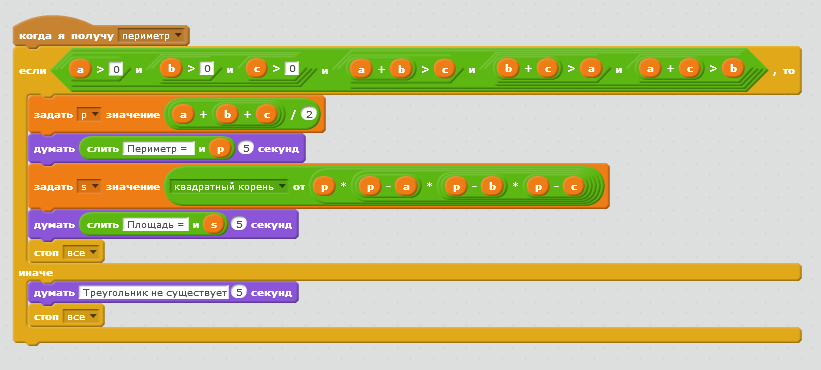 когда я получу периметр
если a > 0 и b > 0 и c > 0 и a + b > c и b + c > a и a + c > b , то
задать p значение a + b + c / 2
думать слить Периметр = и p 5 секунд
задать s значение квадратный корень от p * p - a * p - b * p - c
думать слить Площадь = и s 5 секунд
стоп все
иначе
думать Треугольник не существует 5 секунд
стоп все